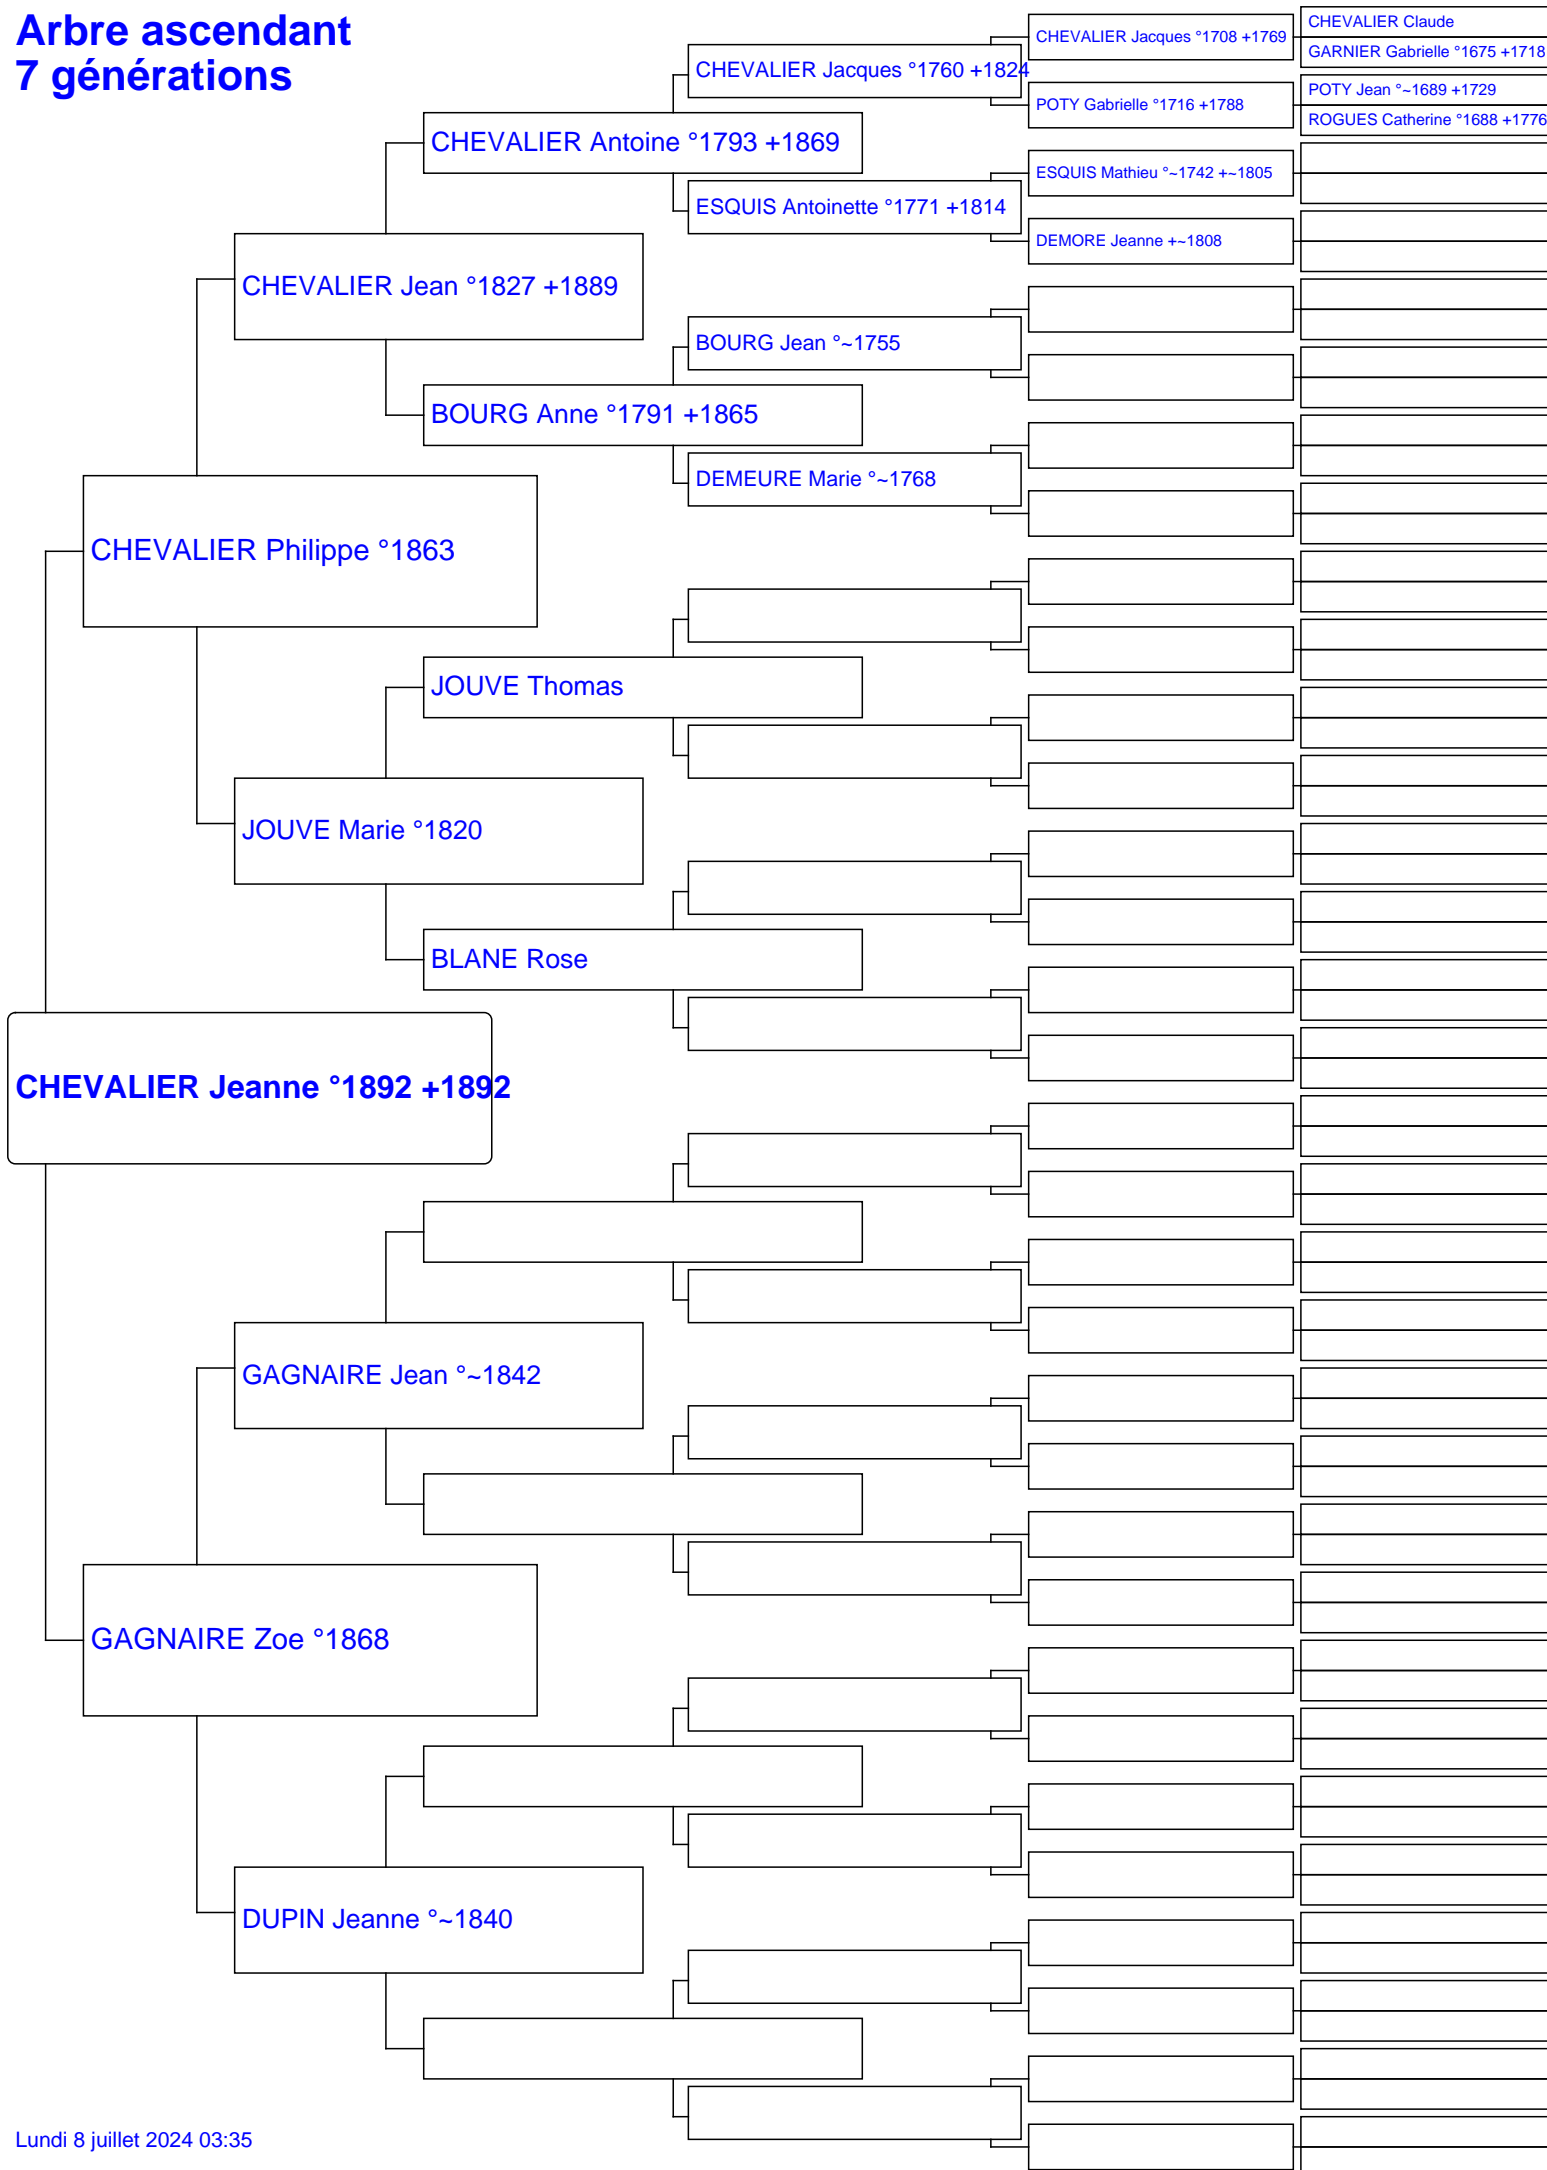 Arbre ascendant
7 générations
CHEVALIER Claude
CHEVALIER Jacques °1708 +1769
GARNIER Gabrielle °1675 +1718
CHEVALIER Jacques °1760 +1824
POTY Jean °~1689 +1729
POTY Gabrielle °1716 +1788
ROGUES Catherine °1688 +1776
CHEVALIER Antoine °1793 +1869
ESQUIS Mathieu °~1742 +~1805
ESQUIS Antoinette °1771 +1814
DEMORE Jeanne +~1808
CHEVALIER Jean °1827 +1889
BOURG Jean °~1755
BOURG Anne °1791 +1865
DEMEURE Marie °~1768
CHEVALIER Philippe °1863
JOUVE Thomas
JOUVE Marie °1820
BLANE Rose
CHEVALIER Jeanne °1892 +1892
GAGNAIRE Jean °~1842
GAGNAIRE Zoe °1868
DUPIN Jeanne °~1840
Lundi 8 juillet 2024 03:35